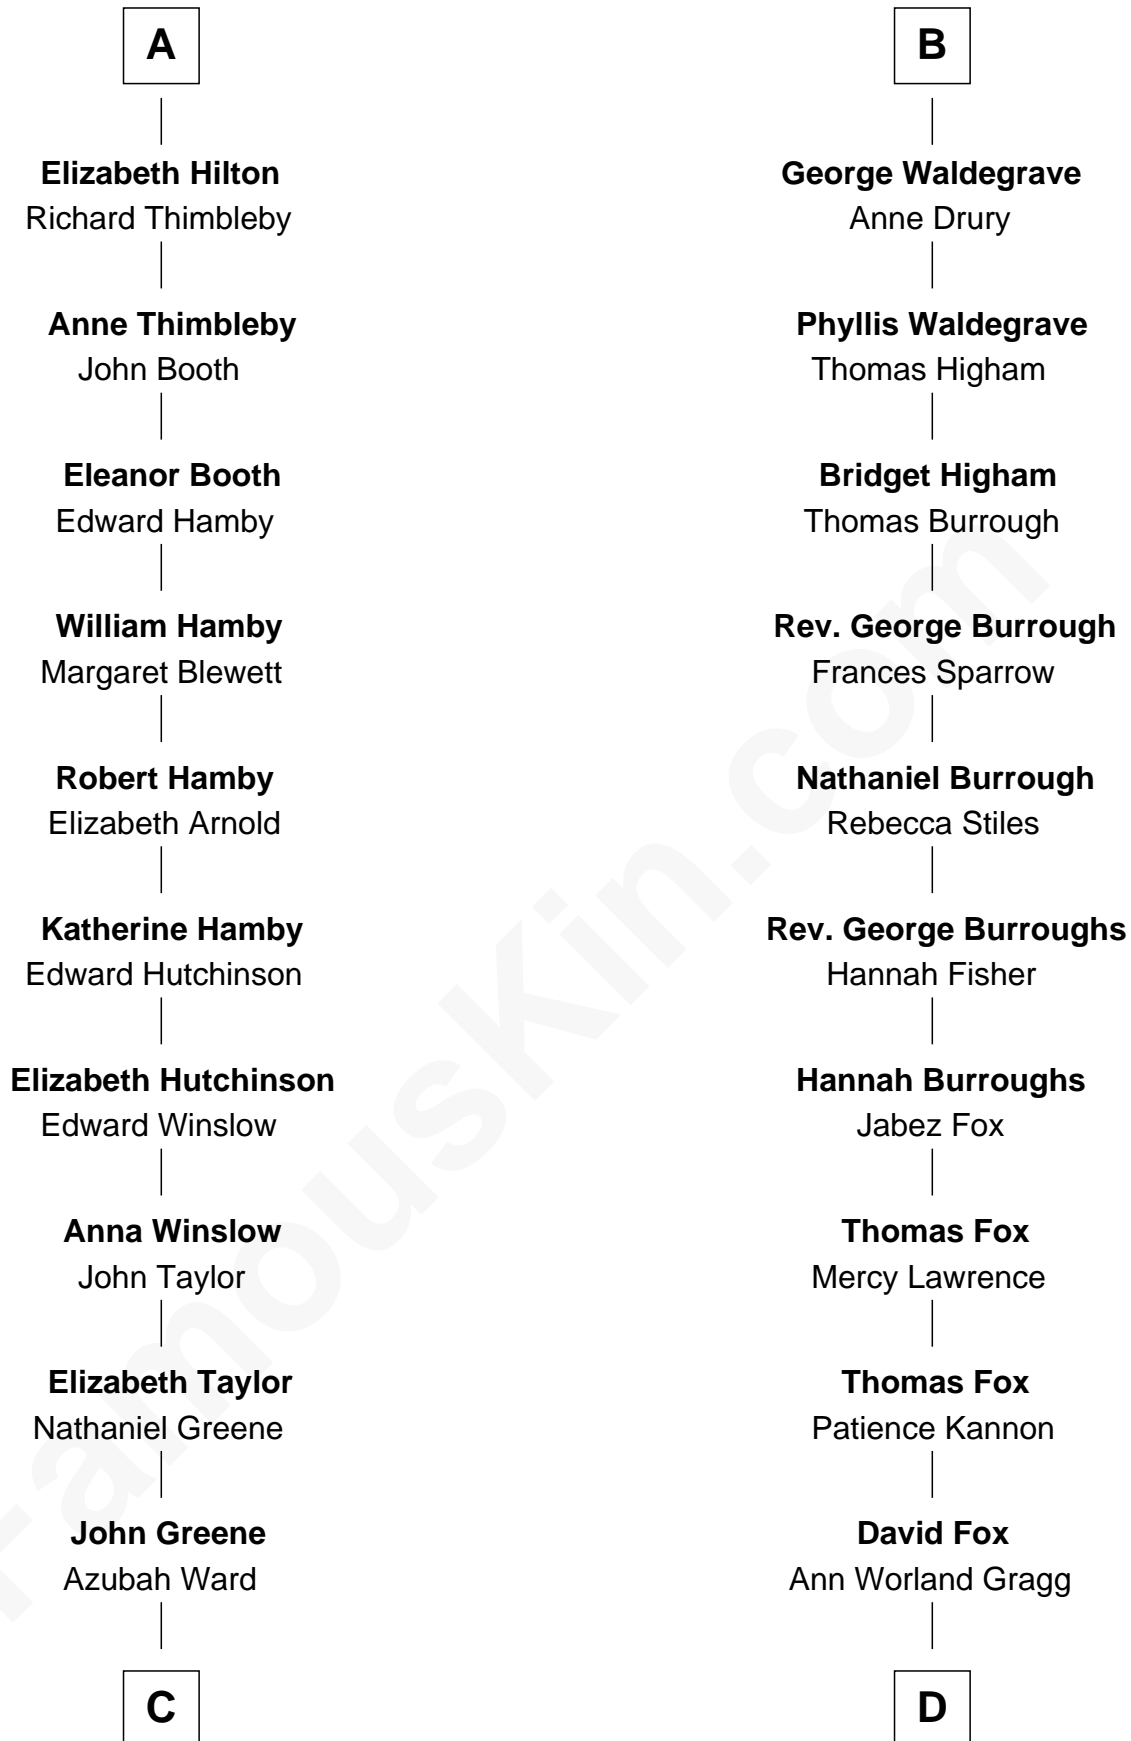 A
Elizabeth Hilton
Richard Thimbleby
Anne Thimbleby
John Booth
Eleanor Booth
Edward Hamby
William Hamby
Margaret Blewett
Robert Hamby
Elizabeth Arnold
Katherine Hamby
Edward Hutchinson
Elizabeth Hutchinson
Edward Winslow
Anna Winslow
John Taylor
Elizabeth Taylor
Nathaniel Greene
John Greene
Azubah Ward
C
B
George Waldegrave
Anne Drury
Phyllis Waldegrave
Thomas Higham
Bridget Higham
Thomas Burrough
Rev. George Burrough
Frances Sparrow
Nathaniel Burrough
Rebecca Stiles
Rev. George Burroughs
Hannah Fisher
Hannah Burroughs
Jabez Fox
Thomas Fox
Mercy Lawrence
Thomas Fox
Patience Kannon
David Fox
Ann Worland Gragg
D
FamousKin.com